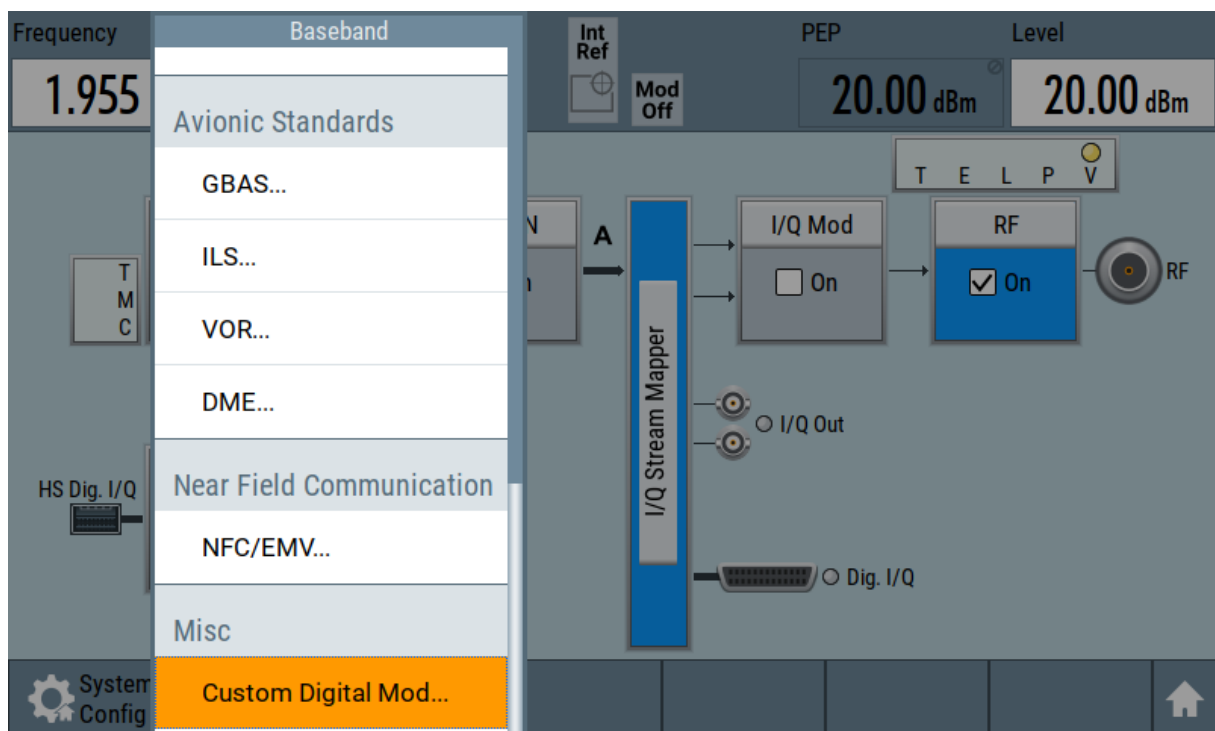 Frequency
Baseband
Int
Ref
PEP
Level
1.955
Mod
Off
20.00 dBm
20.00 dBm
Avionic Standards
GBAS...
ILS...
VOR...
DME...
Near Field Communication
NFC/EMV...
Misc
Custom Digital Mod...
T
M
C
HS Dig. I/Q
N
A
I/Q Stream Mapper
I/Q Mod
On
T E L P V
RF
On
RF
I/Q Out
Dig. I/Q
System
Config